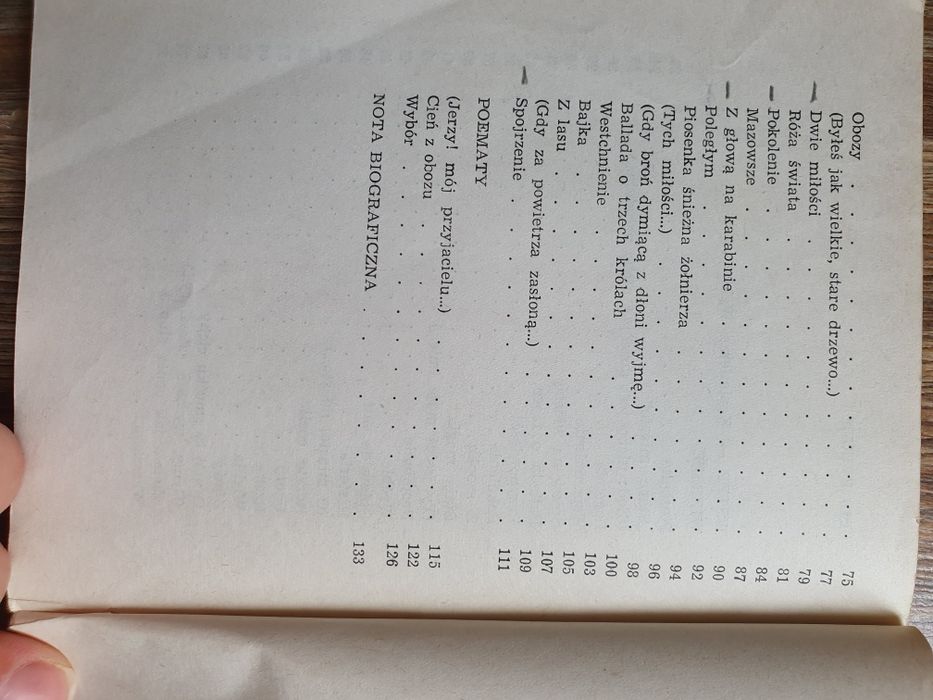 Obozy . . . . . . . . . 75
(Byłeś jak wielkie, stare drzewo...) . . . . . 77
Dwie miłości . . . . . . . . 79
Róża świata . . . . . . . . 81
Pokolenie . . . . . . . . . 84
Mazowsze . . . . . . . . . 87
Z głową na karabinie . . . . . . 90
Poległym . . . . . . . . . 92
Piosenka śnieżna żołnierza . . . . . 94
(Tych miłości...) . . . . . . . 96
(Gdy broń dymiącą z dłoni wyjmę...) . . . . 98
Ballada o trzech królach . . . . . . 100
Westchnienie . . . . . . . . 103
Bajka . . . . . . . . . . 105
Z lasu . . . . . . . . . . 107
(Gdy za powietrza zasłoną...) . . . . . 109
Spojrzenie . . . . . . . . . 111
POEMATY
(Jerzy! mój przyjacielu...) . . . . . 115
Cień z obozu . . . . . . . . 122
Wybór . . . . . . . . . . 126
NOTA BIOGRAFICZNA . . . . . . 133